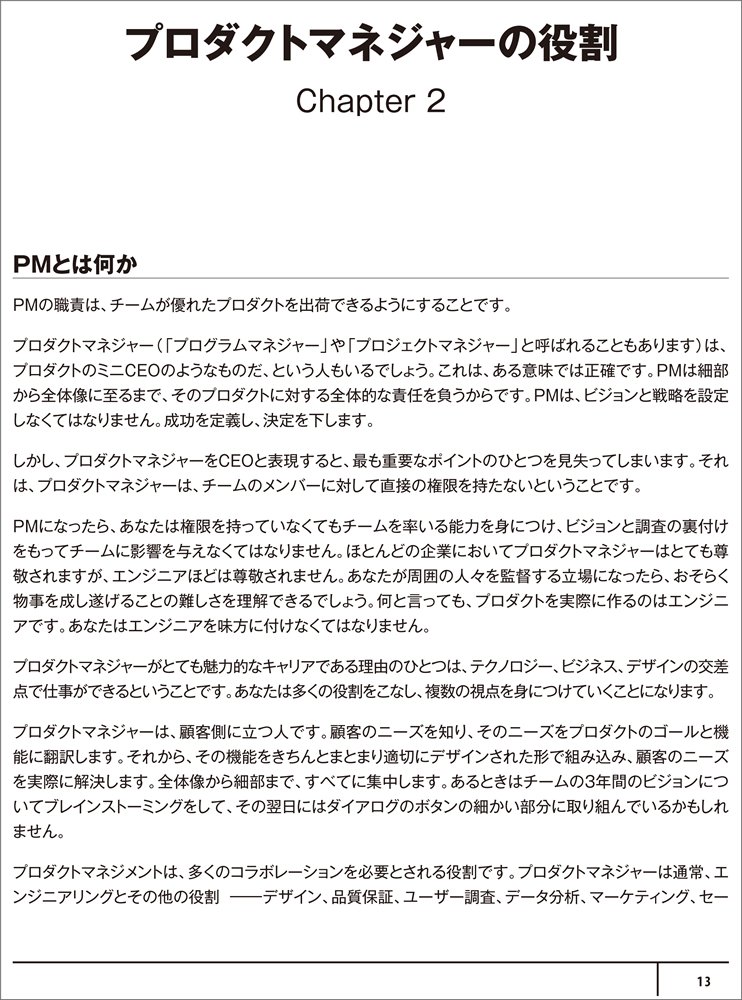 プロダクトマネジャーの役割
Chapter 2
PMとは何か
PMの職責は、チームが優れたプロダクトを出荷できるようにすることです。
プロダクトマネジャー（「プログラムマネジャー」や「プロジェクトマネジャー」と呼ばれることもあります）は、
プロダクトのミニCEOのようなものだ、という人もいるでしょう。これは、ある意味では正確です。PMは細部
から全体像に至るまで、そのプロダクトに対する全体的な責任を負うからです。PMは、ビジョンと戦略を設定
しなくてはなりません。成功を定義し、決定を下します。
しかし、プロダクトマネジャーをCEOと表現すると、最も重要なポイントのひとつを見失ってしまいます。それ
は、プロダクトマネジャーは、チームのメンバーに対して直接の権限を持たないということです。
PMになったら、あなたは権限を持っていなくてもチームを率いる能力を身につけ、ビジョンと調査の裏付け
をもってチームに影響を与えなくてはなりません。ほとんどの企業においてプロダクトマネジャーはとても尊
敬されますが、エンジニアほどは尊敬されません。あなたが周囲の人々を監督する立場になったら、おそらく
物事を成し遂げることの難しさを理解できるでしょう。何と言っても、プロダクトを実際に作るのはエンジニ
アです。あなたはエンジニアを味方に付けなくてはなりません。
プロダクトマネジャーがとても魅力的なキャリアである理由のひとつは、テクノロジー、ビジネス、デザインの交差
点で仕事ができるということです。あなたは多くの役割をこなし、複数の視点を身につけていくことになります。
プロダクトマネジャーは、顧客側に立つ人です。顧客のニーズを知り、そのニーズをプロダクトのゴールと機
能に翻訳します。それから、その機能をきちんとまとまり適切にデザインされた形で組み込み、顧客のニーズ
を実際に解決します。全体像から細部まで、すべてに集中します。あるときはチームの3年間のビジョンにつ
いてブレインストーミングをして、その翌日にはダイアログのボタンの細かい部分に取り組んでいるかもしれ
ません。
プロダクトマネジメントは、多くのコラボレーションを必要とされる役割です。プロダクトマネジャーは通常、エ
ンジニアリングとその他の役割 ――デザイン、品質保証、ユーザー調査、データ分析、マーケティング、セー
13